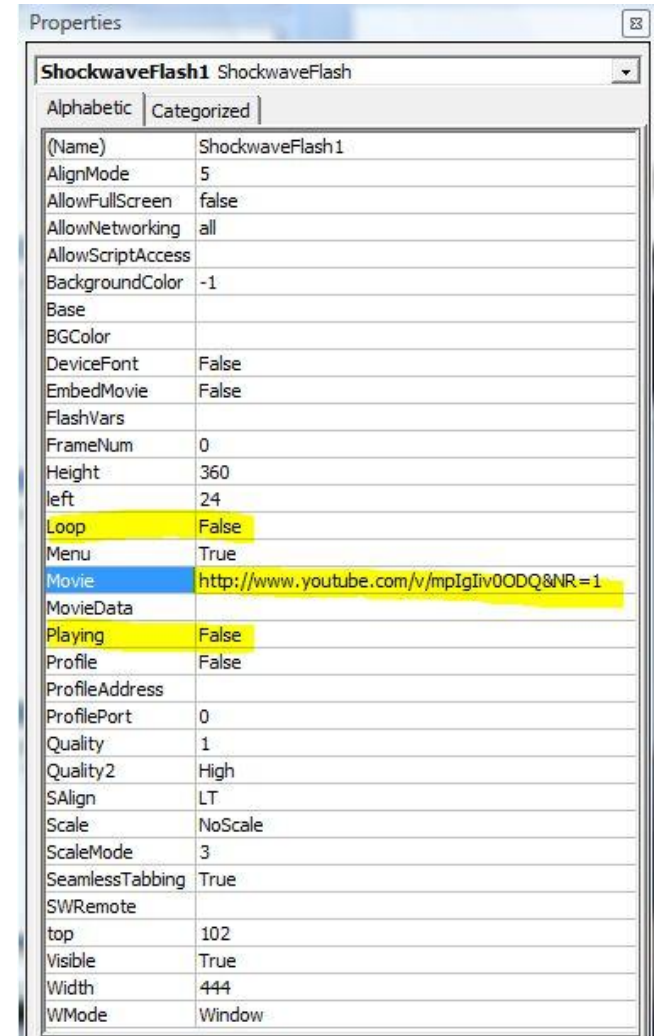 Properties
ShockwaveFlash1 ShockwaveFlash
Alphabetic Categorized
(Name) ShockwaveFlash1
AlignMode 5
AllowFullScreen false
AllowNetworking all
AllowScriptAccess
BackgroundColor -1
Base
BGColor
DeviceFont False
EmbedMovie False
FlashVars
FrameNum 0
Height 360
left 24
Loop False
Menu True
Movie http://www.youtube.com/v/mpIgIiv0ODQ&NR=1
MovieData
Playing False
Profile False
ProfileAddress
ProfilePort 0
Quality 1
Quality2 High
SAlign LT
Scale NoScale
ScaleMode 3
SeamlessTabbing True
SWRemote
top 102
Visible True
Width 444
WMode Window